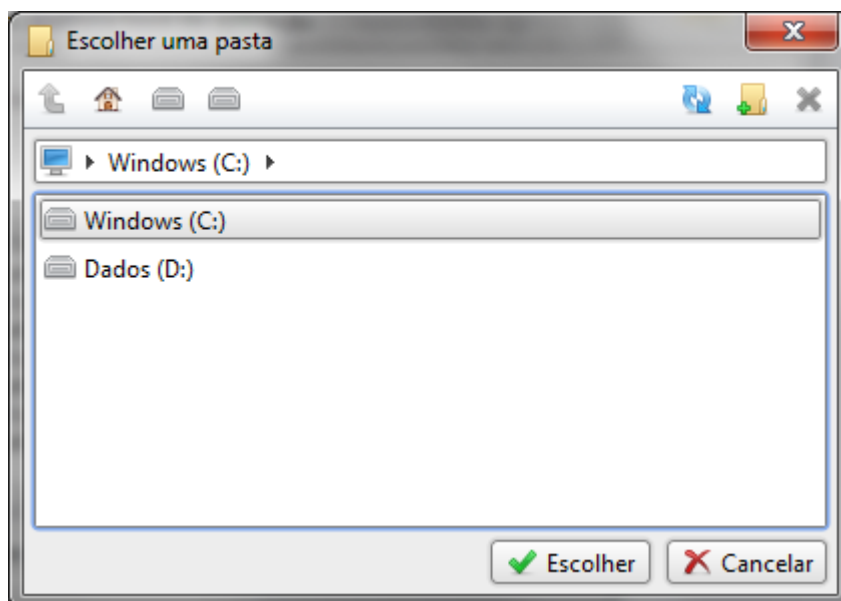 Escolher uma pasta
Windows (C:)
Windows (C:)
Dados (D:)
Escolher Cancelar